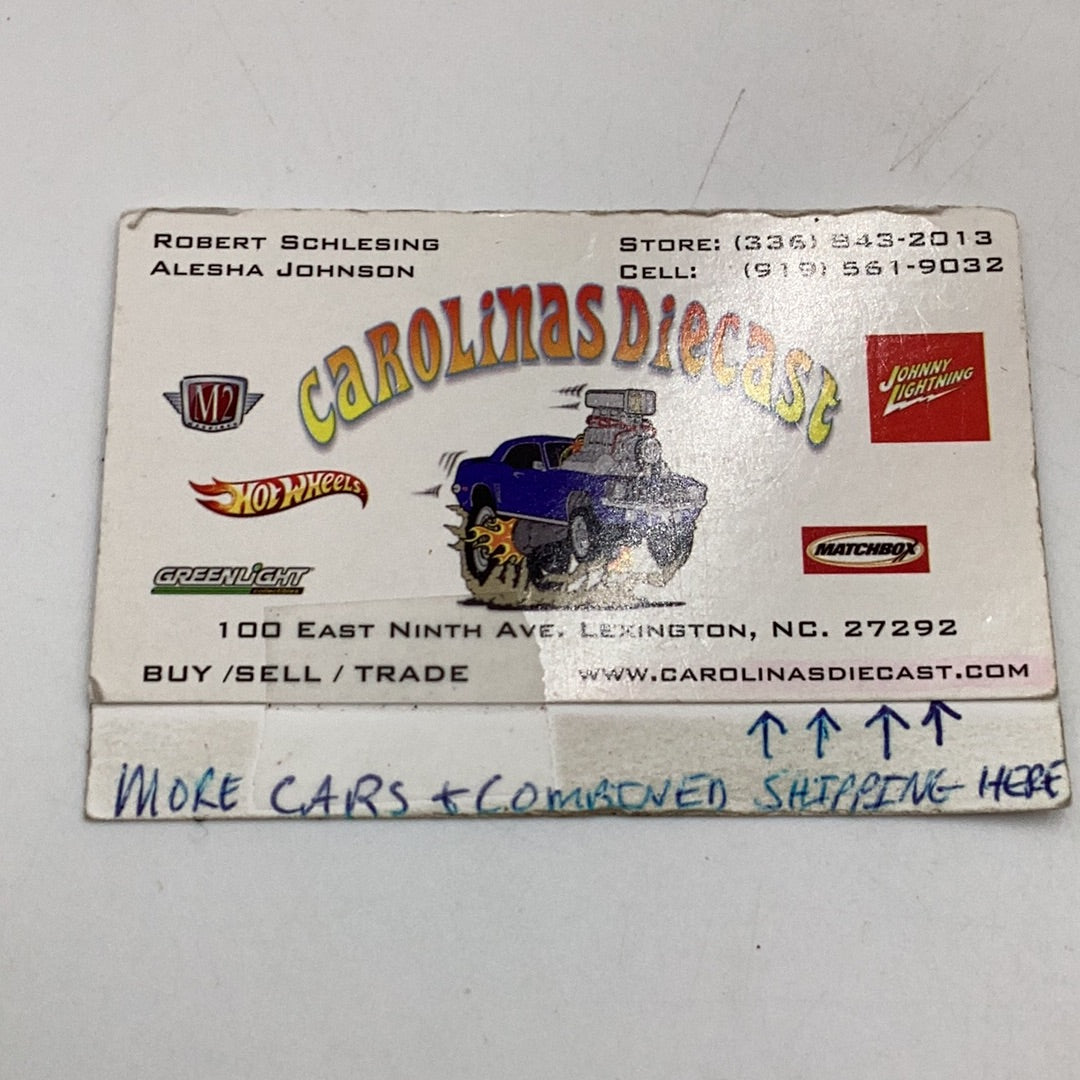 ROBERT SCHLESING
ALESHA JOHNSON
STORE: (336) 843-2013
CELL: (919) 561-9032
CAROLINAS DIECAST
M2
JOHNNY
LIGHTNING
HOT WHEELS
MATCHBOX
GREENLIGHT
collectibles
100 EAST NINTH AVE. LEXINGTON, NC. 27292
BUY /SELL / TRADE
WWW.CAROLINASDIECAST.COM
MORE CARS + COMBINED SHIPPING HERE